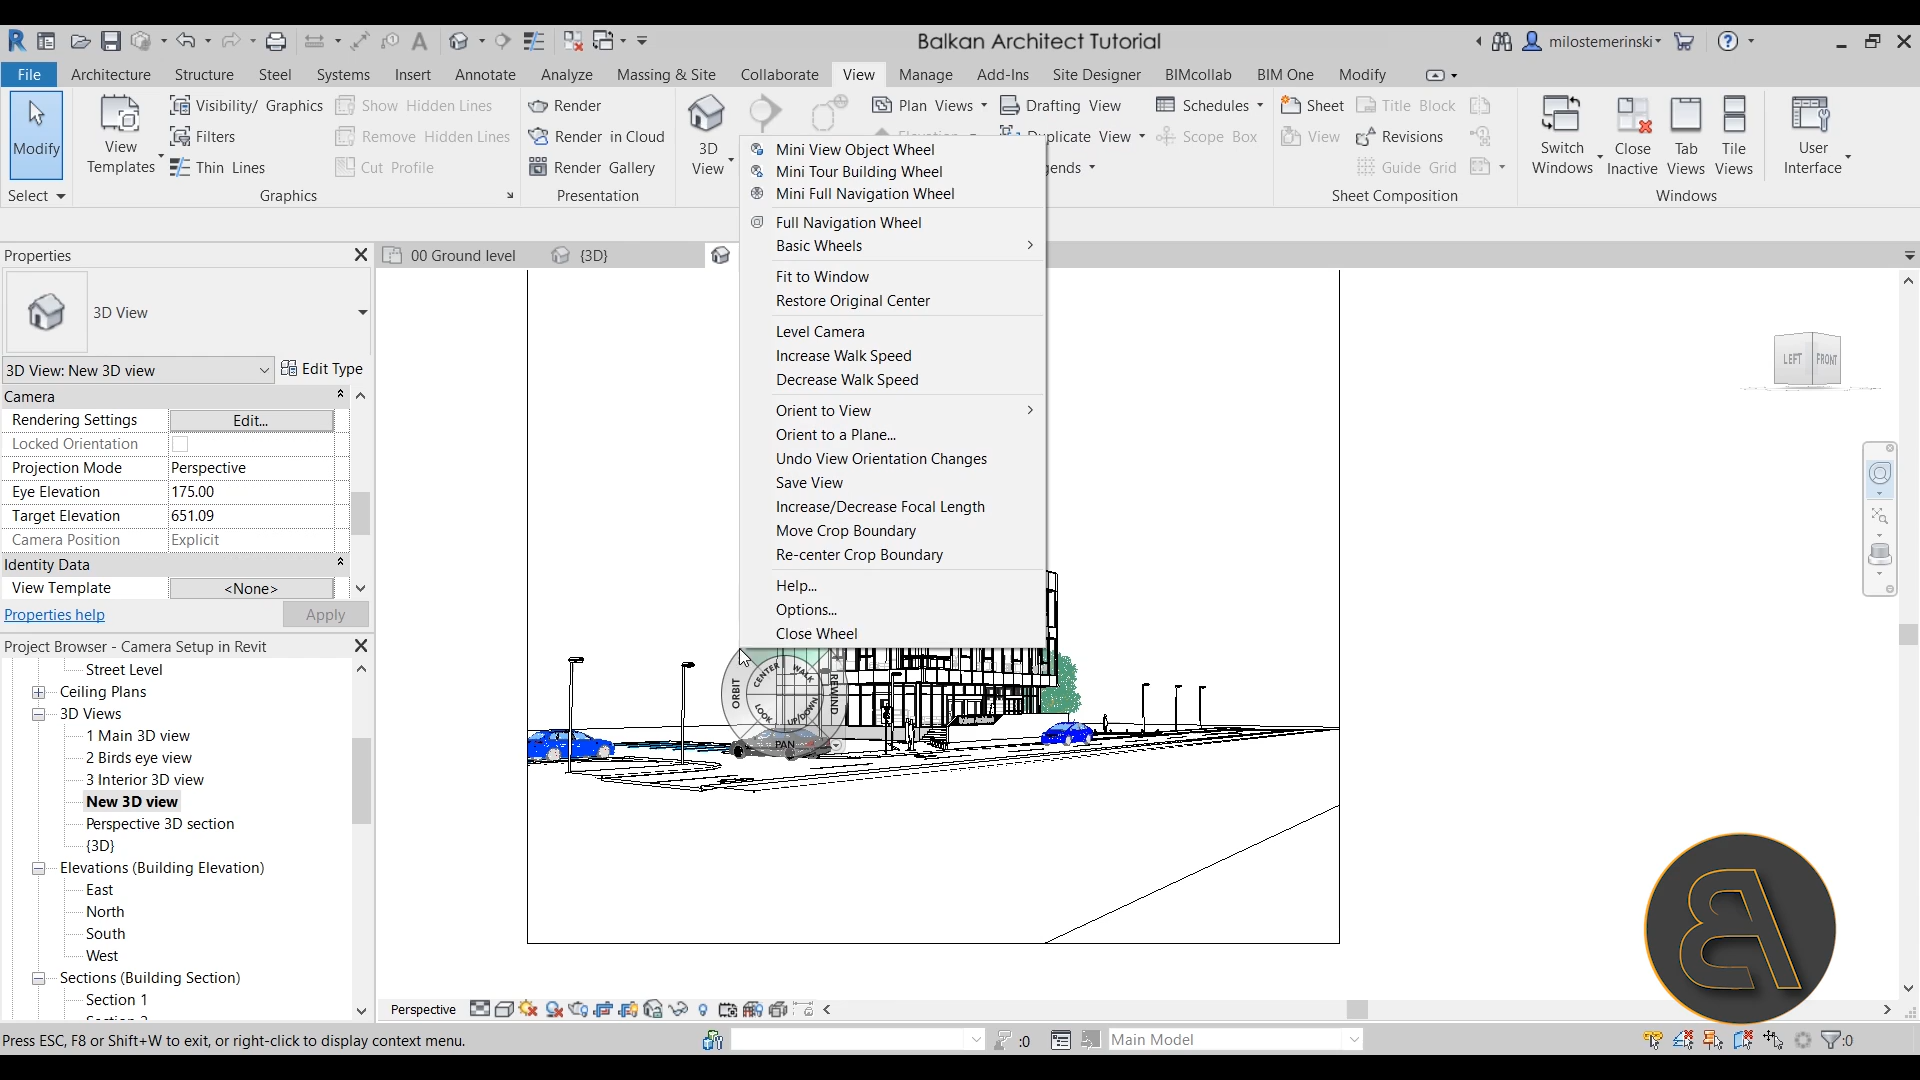 Balkan Architect Tutorial
milostemerinski
File Architecture Structure Steel Systems Insert Annotate Analyze Massing & Site Collaborate View Manage Add-Ins Site Designer BIMcollab BIM One Modify
Modify
View Templates
Visibility/ Graphics
Filters
Thin Lines
Show Hidden Lines
Remove Hidden Lines
Cut Profile
Render
Render in Cloud
Render Gallery
3D View
Plan Views
Drafting View
Duplicate View
Schedules
Scope Box
Sheet
View
Title Block
Revisions
Guide Grid
Switch Windows
Close Inactive
Tab Views
Tile Views
User Interface
Select
Graphics
Presentation
Sheet Composition
Windows
Mini View Object Wheel
Mini Tour Building Wheel
Mini Full Navigation Wheel
Full Navigation Wheel
Basic Wheels
Fit to Window
Restore Original Center
Level Camera
Increase Walk Speed
Decrease Walk Speed
Orient to View
Orient to a Plane...
Undo View Orientation Changes
Save View
Increase/Decrease Focal Length
Move Crop Boundary
Re-center Crop Boundary
Help...
Options...
Close Wheel
Properties
00 Ground level
{3D}
3D View
3D View: New 3D view
Edit Type
Camera
Rendering Settings Edit...
Locked Orientation
Projection Mode Perspective
Eye Elevation 175.00
Target Elevation 651.09
Camera Position Explicit
Identity Data
View Template <None>
Properties help
Apply
Project Browser - Camera Setup in Revit
Street Level
Ceiling Plans
3D Views
1 Main 3D view
2 Birds eye view
3 Interior 3D view
New 3D view
Perspective 3D section
{3D}
Elevations (Building Elevation)
East
North
South
West
Sections (Building Section)
Section 1
LEFT FRONT
ORBIT
CENTER
WALK
REWIND
LOOK
UP/DOWN
PAN
Perspective
Press ESC, F8 or Shift+W to exit, or right-click to display context menu.
:0
Main Model
:0